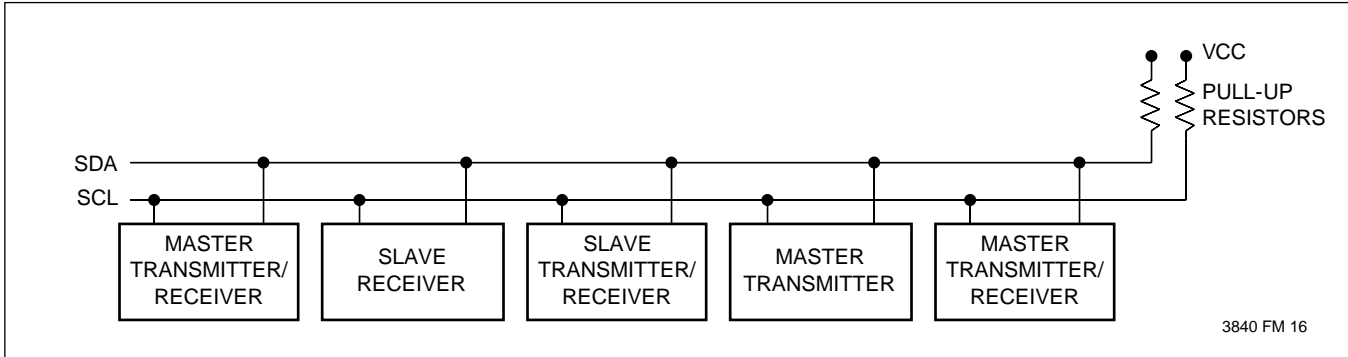 VCC
PULL-UP
RESISTORS
SDA
SCL
MASTER
TRANSMITTER/
RECEIVER
SLAVE
RECEIVER
SLAVE
TRANSMITTER/
RECEIVER
MASTER
TRANSMITTER
MASTER
TRANSMITTER/
RECEIVER
3840 FM 16